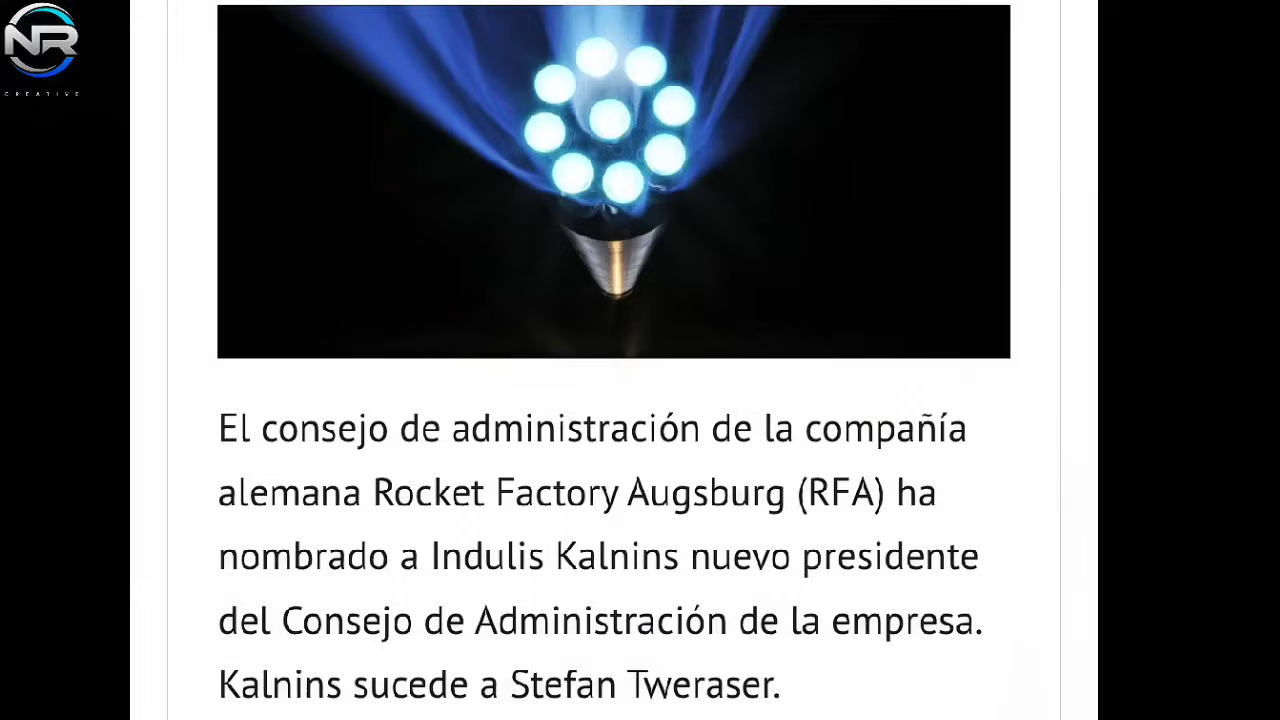 NR
CREATIVE
El consejo de administración de la compañía
alemana Rocket Factory Augsburg (RFA) ha
nombrado a Indulis Kalnins nuevo presidente
del Consejo de Administración de la empresa.
Kalnins sucede a Stefan Tweraser.